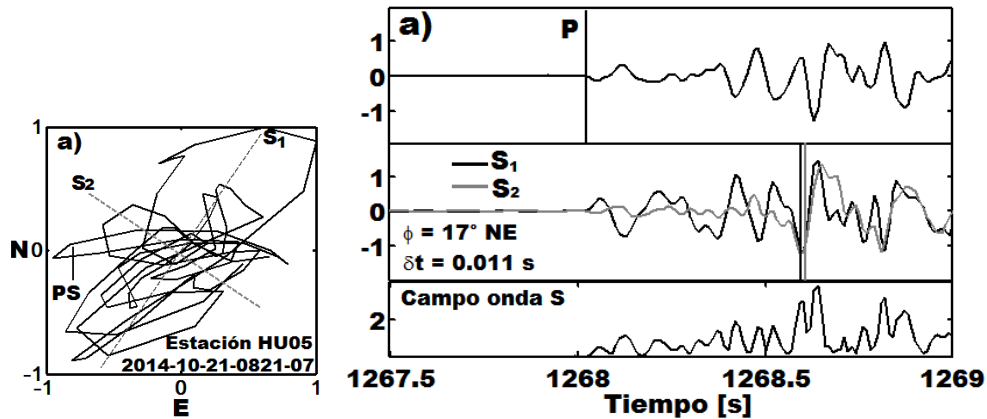 a)
S1
S2
PS
Estación HU05
2014-10-21-0821-07
N
1
0
-1
-1
0
1
E
a)
P
1
0
-1
S1
S2
1
0
-1
ϕ = 17° NE
δt = 0.011 s
Campo onda S
2
1267.5
1268
1268.5
1269
Tiempo [s]